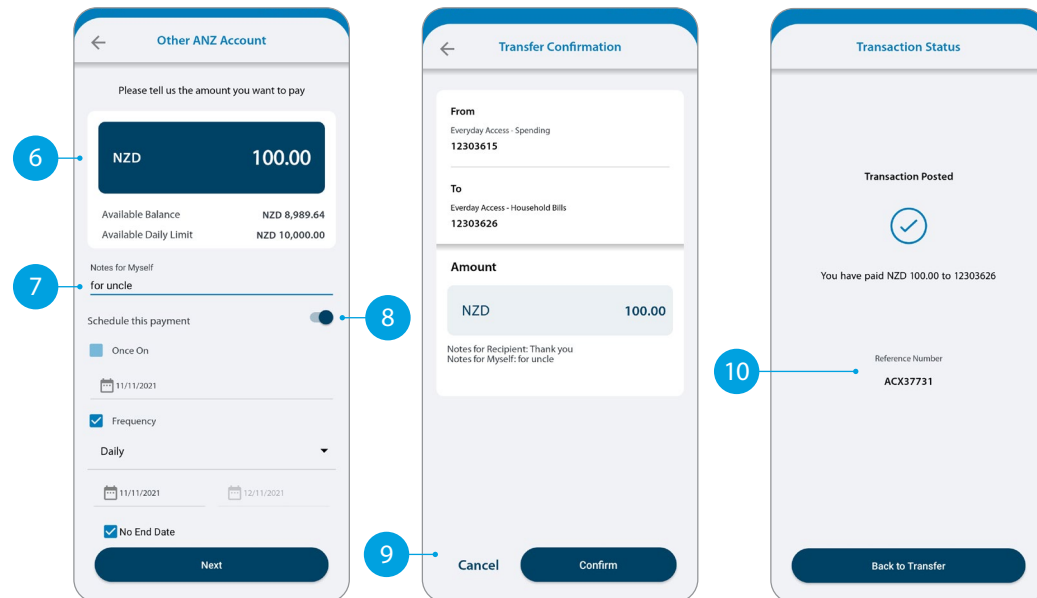 Other ANZ Account
Please tell us the amount you want to pay
6
NZD 100.00
Available Balance NZD 8,989.64
Available Daily Limit NZD 10,000.00
Notes for Myself
7
for uncle
Schedule this payment
8
Once On
11/11/2021
Frequency
Daily
11/11/2021 12/11/2021
No End Date
Next
Transfer Confirmation
From
Everyday Access - Spending
12303615
To
Everday Access - Household Bills
12303626
Amount
NZD 100.00
Notes for Recipient: Thank you
Notes for Myself: for uncle
9
Cancel Confirm
Transaction Status
Transaction Posted
You have paid NZD 100.00 to 12303626
10
Reference Number
ACX37731
Back to Transfer